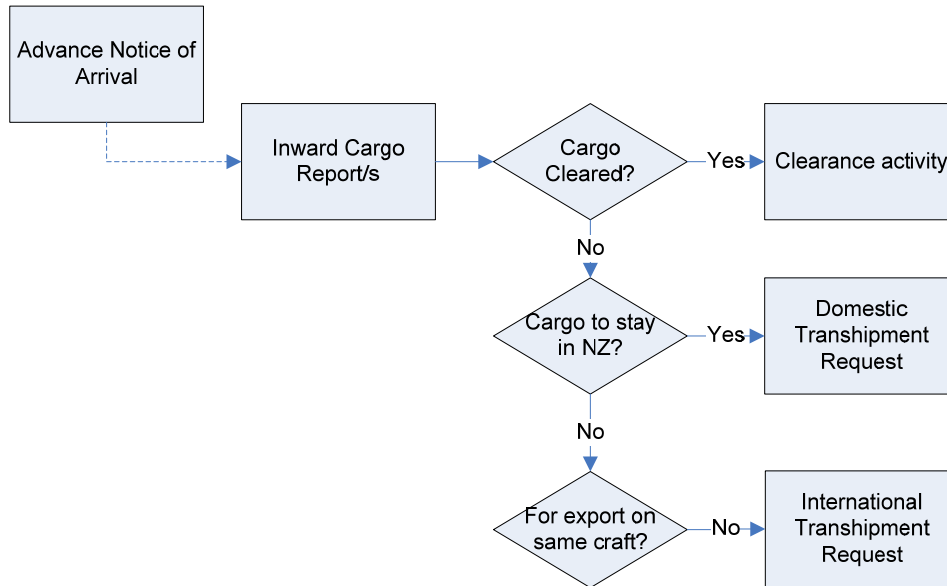 Advance Notice of
Arrival
Inward Cargo
Report/s
Cargo
Cleared?
Yes
Clearance activity
No
Cargo to stay
in NZ?
Yes
Domestic
Transhipment
Request
No
For export on
same craft?
No
International
Transhipment
Request